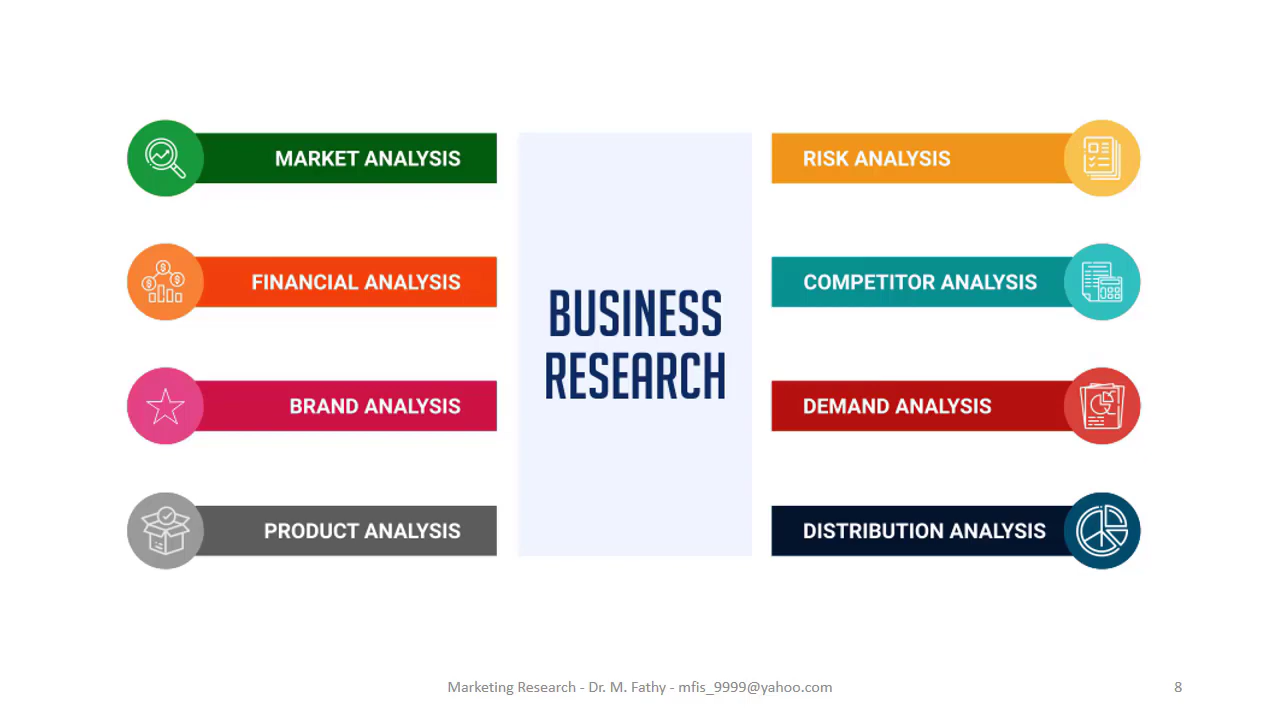 MARKET ANALYSIS
FINANCIAL ANALYSIS
BRAND ANALYSIS
PRODUCT ANALYSIS
BUSINESS
RESEARCH
RISK ANALYSIS
COMPETITOR ANALYSIS
DEMAND ANALYSIS
DISTRIBUTION ANALYSIS
Marketing Research - Dr. M. Fathy - mfis_9999@yahoo.com
8